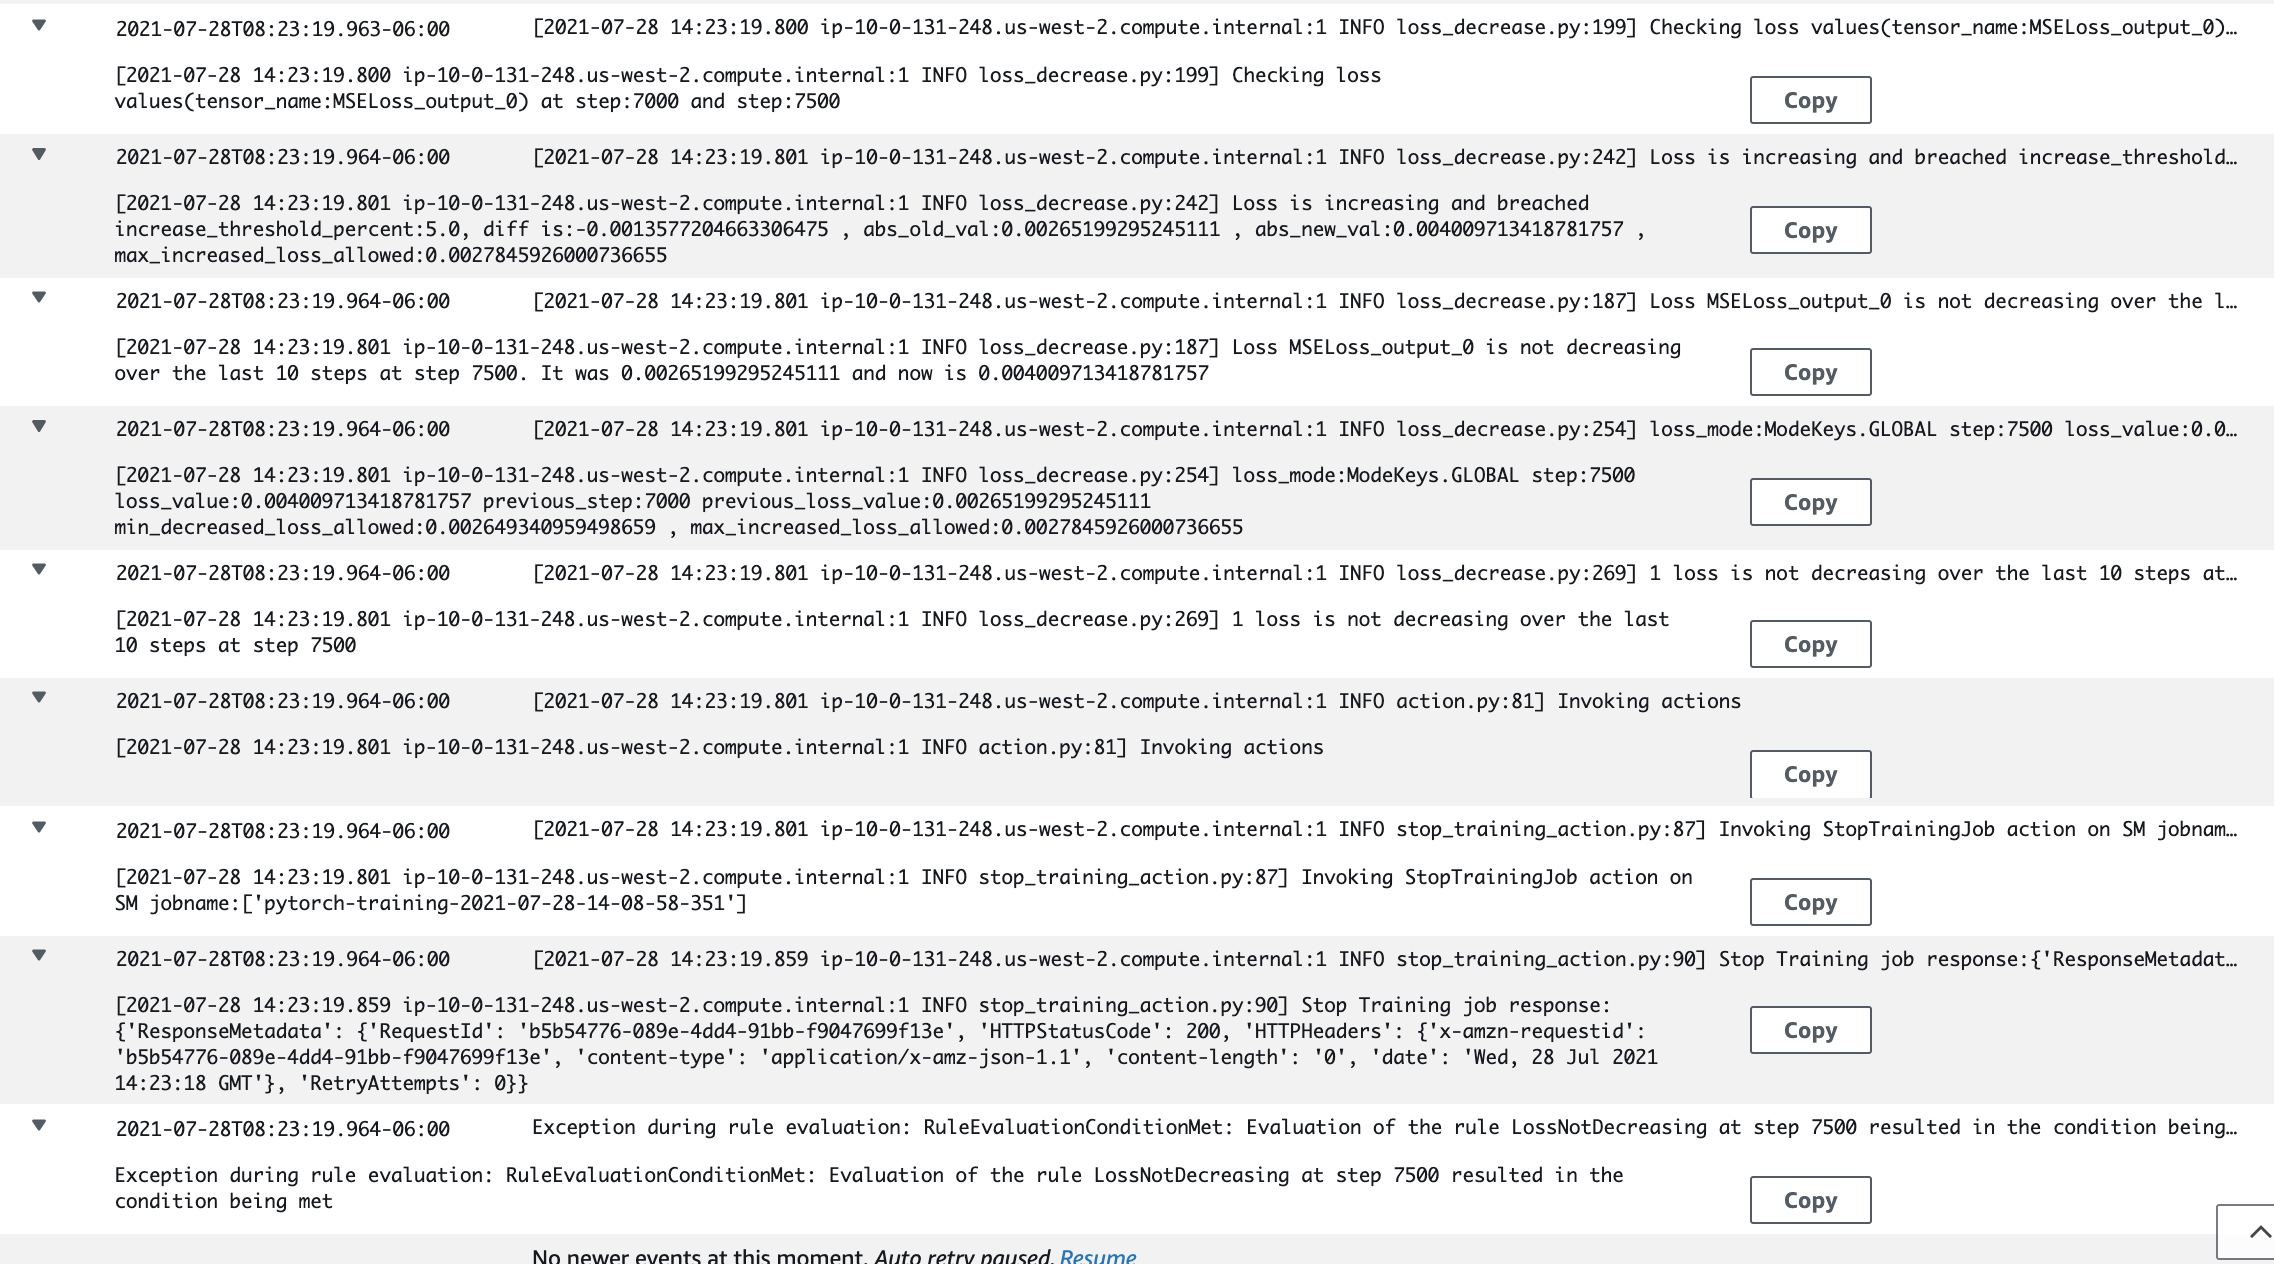 2021-07-28T08:23:19.963-06:00 [2021-07-28 14:23:19.800 ip-10-0-131-248.us-west-2.compute.internal:1 INFO loss_decrease.py:199] Checking loss values(tensor_name:MSELoss_output_0)…
[2021-07-28 14:23:19.800 ip-10-0-131-248.us-west-2.compute.internal:1 INFO loss_decrease.py:199] Checking loss
values(tensor_name:MSELoss_output_0) at step:7000 and step:7500
Copy
2021-07-28T08:23:19.964-06:00 [2021-07-28 14:23:19.801 ip-10-0-131-248.us-west-2.compute.internal:1 INFO loss_decrease.py:242] Loss is increasing and breached increase_threshold…
[2021-07-28 14:23:19.801 ip-10-0-131-248.us-west-2.compute.internal:1 INFO loss_decrease.py:242] Loss is increasing and breached
increase_threshold_percent:5.0, diff is:-0.0013577204663306475 , abs_old_val:0.00265199295245111 , abs_new_val:0.004009713418781757 ,
max_increased_loss_allowed:0.0027845926000736655
Copy
2021-07-28T08:23:19.964-06:00 [2021-07-28 14:23:19.801 ip-10-0-131-248.us-west-2.compute.internal:1 INFO loss_decrease.py:187] Loss MSELoss_output_0 is not decreasing over the l…
[2021-07-28 14:23:19.801 ip-10-0-131-248.us-west-2.compute.internal:1 INFO loss_decrease.py:187] Loss MSELoss_output_0 is not decreasing
over the last 10 steps at step 7500. It was 0.00265199295245111 and now is 0.004009713418781757
Copy
2021-07-28T08:23:19.964-06:00 [2021-07-28 14:23:19.801 ip-10-0-131-248.us-west-2.compute.internal:1 INFO loss_decrease.py:254] loss_mode:ModeKeys.GLOBAL step:7500 loss_value:0.0…
[2021-07-28 14:23:19.801 ip-10-0-131-248.us-west-2.compute.internal:1 INFO loss_decrease.py:254] loss_mode:ModeKeys.GLOBAL step:7500
loss_value:0.004009713418781757 previous_step:7000 previous_loss_value:0.00265199295245111
min_decreased_loss_allowed:0.002649340959498659 , max_increased_loss_allowed:0.0027845926000736655
Copy
2021-07-28T08:23:19.964-06:00 [2021-07-28 14:23:19.801 ip-10-0-131-248.us-west-2.compute.internal:1 INFO loss_decrease.py:269] 1 loss is not decreasing over the last 10 steps at…
[2021-07-28 14:23:19.801 ip-10-0-131-248.us-west-2.compute.internal:1 INFO loss_decrease.py:269] 1 loss is not decreasing over the last
10 steps at step 7500
Copy
2021-07-28T08:23:19.964-06:00 [2021-07-28 14:23:19.801 ip-10-0-131-248.us-west-2.compute.internal:1 INFO action.py:81] Invoking actions
[2021-07-28 14:23:19.801 ip-10-0-131-248.us-west-2.compute.internal:1 INFO action.py:81] Invoking actions
Copy
2021-07-28T08:23:19.964-06:00 [2021-07-28 14:23:19.801 ip-10-0-131-248.us-west-2.compute.internal:1 INFO stop_training_action.py:87] Invoking StopTrainingJob action on SM jobnam…
[2021-07-28 14:23:19.801 ip-10-0-131-248.us-west-2.compute.internal:1 INFO stop_training_action.py:87] Invoking StopTrainingJob action on
SM jobname:['pytorch-training-2021-07-28-14-08-58-351']
Copy
2021-07-28T08:23:19.964-06:00 [2021-07-28 14:23:19.859 ip-10-0-131-248.us-west-2.compute.internal:1 INFO stop_training_action.py:90] Stop Training job response:{'ResponseMetadat…
[2021-07-28 14:23:19.859 ip-10-0-131-248.us-west-2.compute.internal:1 INFO stop_training_action.py:90] Stop Training job response:
{'ResponseMetadata': {'RequestId': 'b5b54776-089e-4dd4-91bb-f9047699f13e', 'HTTPStatusCode': 200, 'HTTPHeaders': {'x-amzn-requestid':
'b5b54776-089e-4dd4-91bb-f9047699f13e', 'content-type': 'application/x-amz-json-1.1', 'content-length': '0', 'date': 'Wed, 28 Jul 2021
14:23:18 GMT'}, 'RetryAttempts': 0}}
Copy
2021-07-28T08:23:19.964-06:00 Exception during rule evaluation: RuleEvaluationConditionMet: Evaluation of the rule LossNotDecreasing at step 7500 resulted in the condition being…
Exception during rule evaluation: RuleEvaluationConditionMet: Evaluation of the rule LossNotDecreasing at step 7500 resulted in the
condition being met
Copy
No newer events at this moment. Auto retry paused. Resume